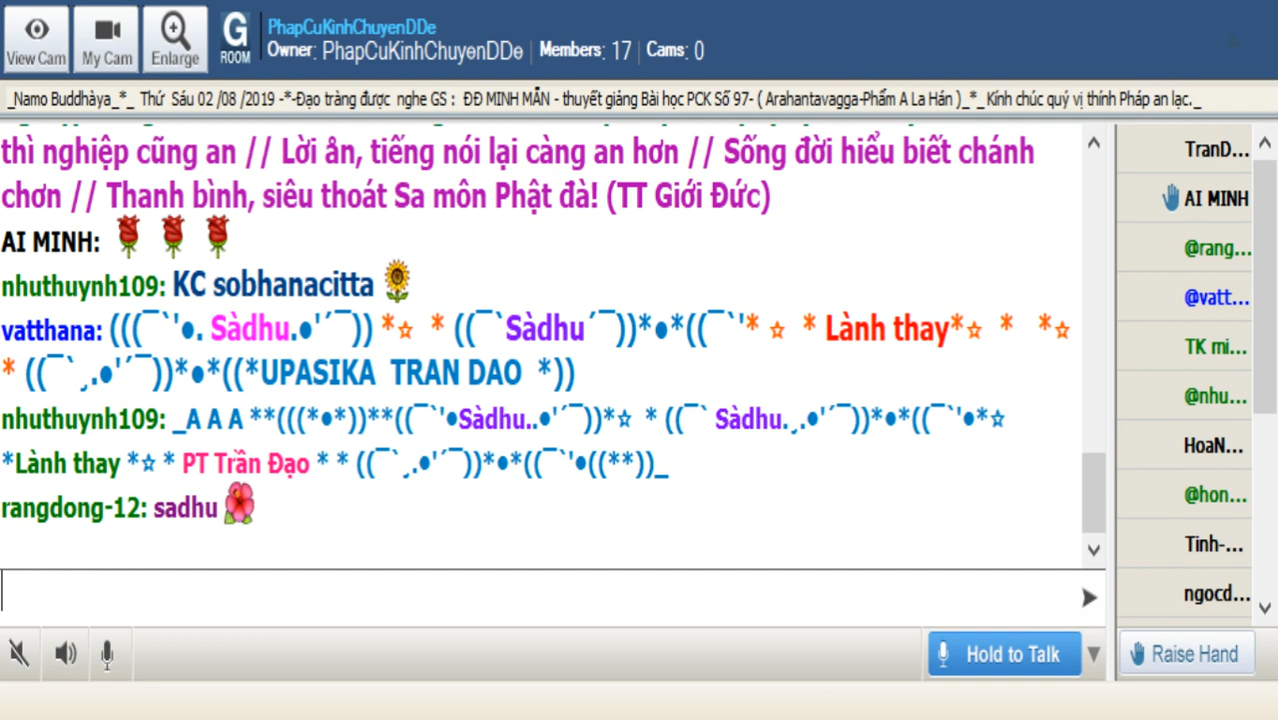 PhapCuKinhChuyenDDe
Owner: PhapCuKinhChuyenDDe | Members: 17 | Cams: 0
View Cam
My Cam
Enlarge
G ROOM
_Namo Buddhàya_*_ Thứ Sáu 02 /08 /2019 -*-Đạo tràng được nghe GS : ĐĐ MINH MẪN - thuyết giảng Bài học PCK Số 97- ( Arahantavagga-Phẩm A La Hán )_*_Kính chúc quý vị thính Pháp an lạc._
thì nghiệp cũng an // Lời ân, tiếng nói lại càng an hơn // Sống đời hiểu biết chánh
chơn // Thanh bình, siêu thoát Sa môn Phật đà! (TT Giới Đức)
AI MINH:
nhuthuynh109: KC sobhanacitta
vatthana: (((¯`'●. Sàdhu.●'´¯)) *☆ * ((¯`Sàdhu´¯))*●*((¯`'* ☆ * Lành thay*☆ * *☆
* ((¯`¸.●'´¯))*●*((*UPASIKA TRAN DAO *))
nhuthuynh109: _A A A **(((*●*))**((¯`'●Sàdhu..●'´¯))*☆ * ((¯` Sàdhu.¸.●'´¯))*●*((¯`'●*☆
*Lành thay *☆ * PT Trần Đạo * * ((¯`¸.●'´¯))*●*((¯`'●((**))_
rangdong-12: sadhu
TranD...
AI MINH
@rang...
@vatt...
TK mi...
@nhu...
HoaN...
@hon...
Tinh-...
ngocd...
Hold to Talk
Raise Hand